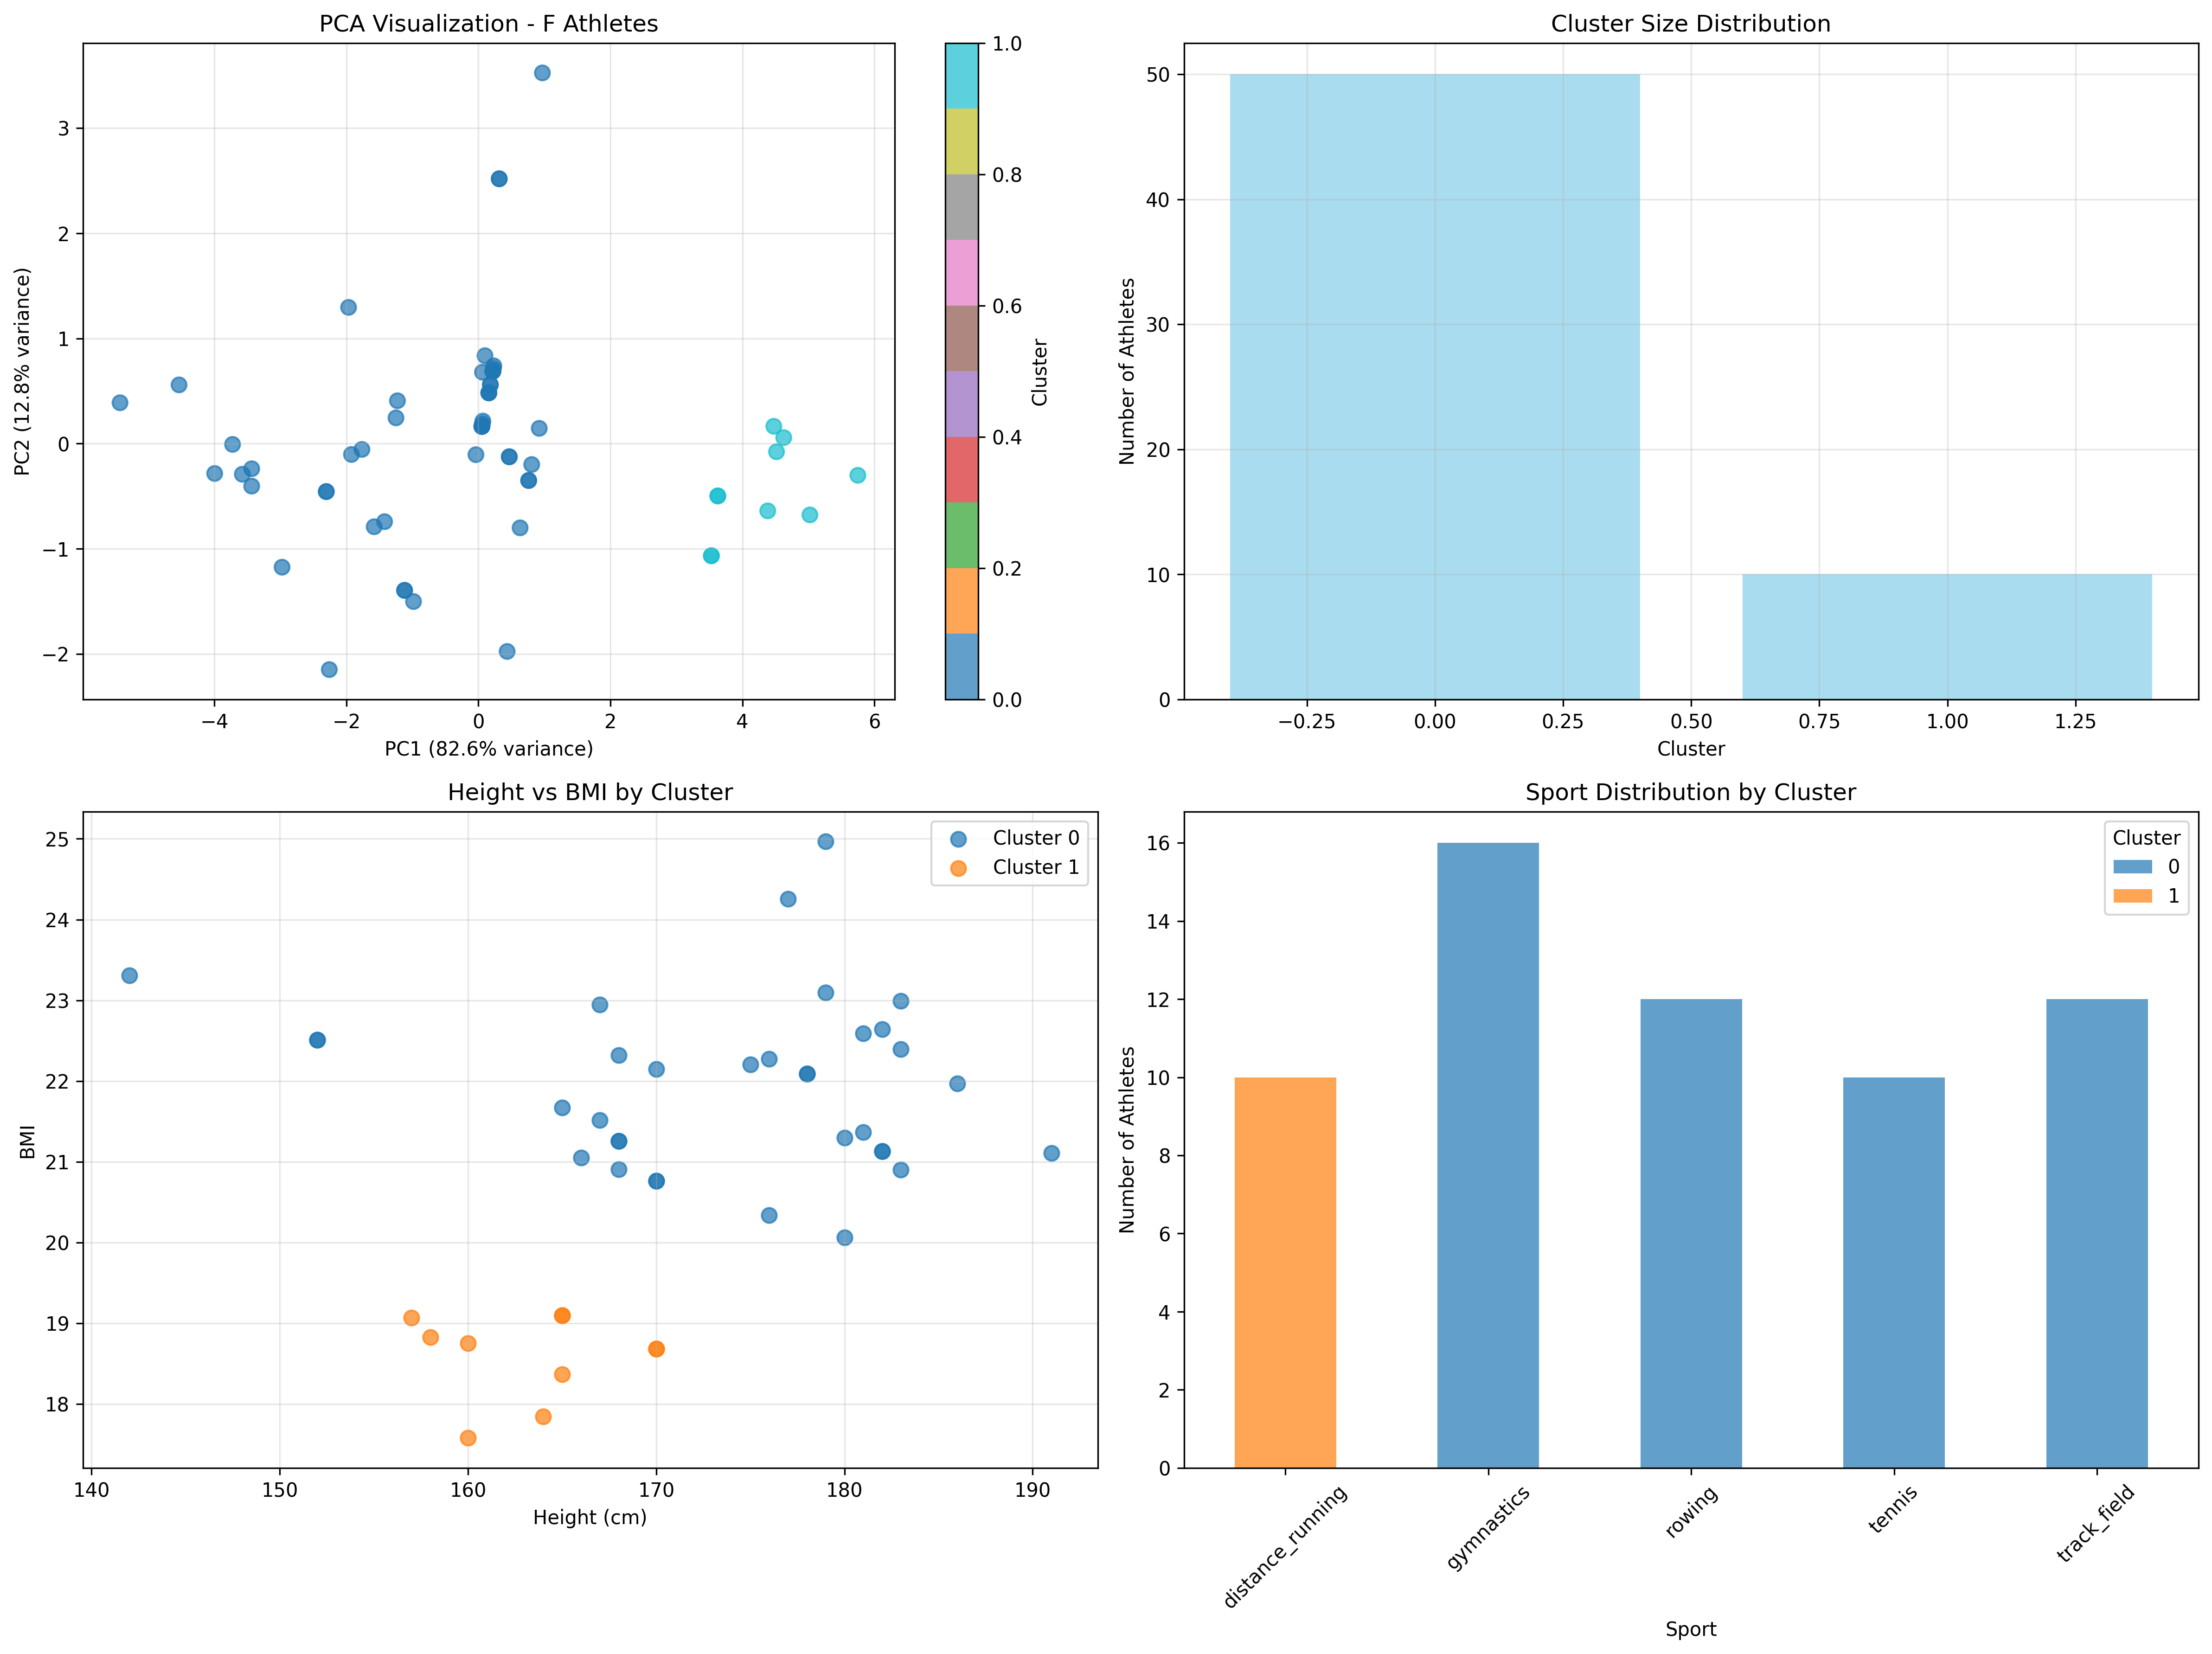 PCA Visualization - F Athletes
3
2
1
0
−1
−2
PC2 (12.8% variance)
−4
−2
0
2
4
6
PC1 (82.6% variance)
1.0
0.8
0.6
0.4
0.2
0.0
Cluster
Cluster Size Distribution
50
40
30
20
10
0
Number of Athletes
−0.25
0.00
0.25
0.50
0.75
1.00
1.25
Cluster
Height vs BMI by Cluster
Cluster 0
Cluster 1
25
24
23
22
21
20
19
18
BMI
140
150
160
170
180
190
Height (cm)
Sport Distribution by Cluster
Cluster
0
1
16
14
12
10
8
6
4
2
0
Number of Athletes
distance_running
gymnastics
rowing
tennis
track_field
Sport